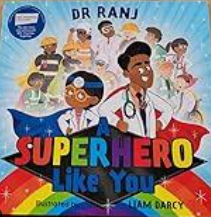 DR RANJ
A
SUPERHERO
Like You
Illustrated by
LIAM DARCY